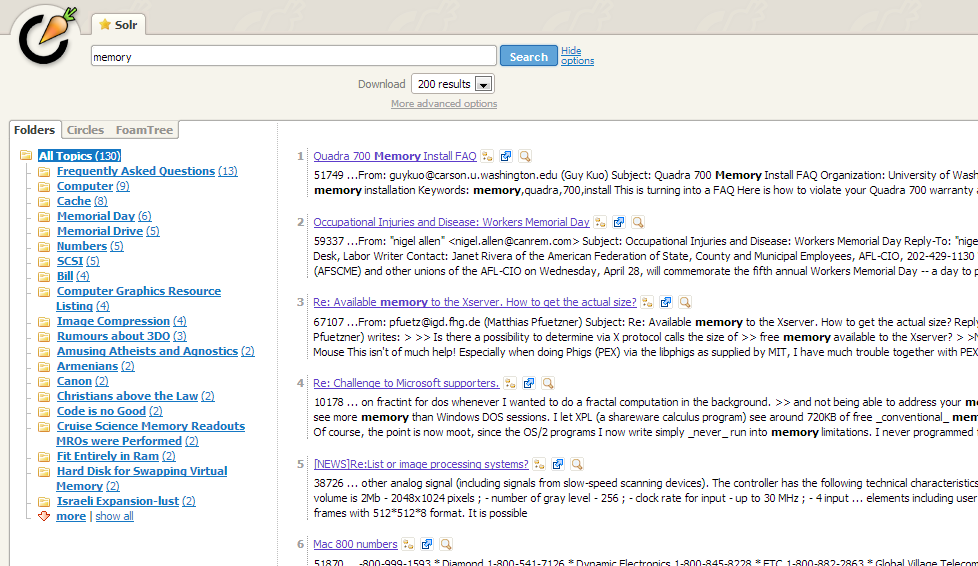 Solr
memory
Search
Hide
options
Download 200 results
More advanced options
Folders Circles FoamTree
All Topics (130)
Frequently Asked Questions (13)
Computer (9)
Cache (8)
Memorial Day (6)
Memorial Drive (5)
Numbers (5)
SCSI (5)
Bill (4)
Computer Graphics Resource
Listing (4)
Image Compression (4)
Rumours about 3DO (3)
Amusing Atheists and Agnostics (2)
Armenians (2)
Canon (2)
Christians above the Law (2)
Code is no Good (2)
Cruise Science Memory Readouts
MROs were Performed (2)
Fit Entirely in Ram (2)
Hard Disk for Swapping Virtual
Memory (2)
Israeli Expansion-lust (2)
more | show all
1 Quadra 700 Memory Install FAQ
51749 ...From: guykuo@carson.u.washington.edu (Guy Kuo) Subject: Quadra 700 Memory Install FAQ Organization: University of Wash
memory installation Keywords: memory,quadra,700,install This is turning into a FAQ Here is how to violate your Quadra 700 warranty a
2 Occupational Injuries and Disease: Workers Memorial Day
59337 ...From: "nigel allen" <nigel.allen@canrem.com> Subject: Occupational Injuries and Disease: Workers Memorial Day Reply-To: "nige
Desk, Labor Writer Contact: Janet Rivera of the American Federation of State, County and Municipal Employees, AFL-CIO, 202-429-1130
(AFSCME) and other unions of the AFL-CIO on Wednesday, April 28, will commemorate the fifth annual Workers Memorial Day -- a day to p
3 Re: Available memory to the Xserver. How to get the actual size?
67107 ...From: pfuetz@igd.fhg.de (Matthias Pfuetzner) Subject: Re: Available memory to the Xserver. How to get the actual size? Reply
Pfuetzner) writes: > >> Is there a possibility to determine via X protocol calls the size of >> free memory available to the Xserver? > >N
Mouse This isn't of much help! Especially when doing Phigs (PEX) via the libphigs as supplied by MIT, I have much trouble together with PEX
4 Re: Challenge to Microsoft supporters.
10178 ... on fractint for dos whenever I wanted to do a fractal computation in the background. >> and not being able to address your me
see more memory than Windows DOS sessions. I let XPL (a shareware calculus program) see around 720KB of free _conventional_ mem
Of course, the point is now moot, since the OS/2 programs I now write simply _never_ run into memory limitations. I never programmed
5 [NEWS]Re:List or image processing systems?
38726 ... other analog signal (including signals from slow-speed scanning devices). The controller has the following technical characteristics
volume is 2Mb - 2048x1024 pixels ; - number of gray level - 256 ; - clock rate for input - up to 30 MHz ; - 4 input ... elements including user
frames with 512*512*8 format. It is possible
6 Mac 800 numbers
51870 ... -800-999-1593 * Diamond 1-800-541-7126 * Dynamic Electronics 1-800-845-8228 * ETC 1-800-882-2863 * Global Village Telecom